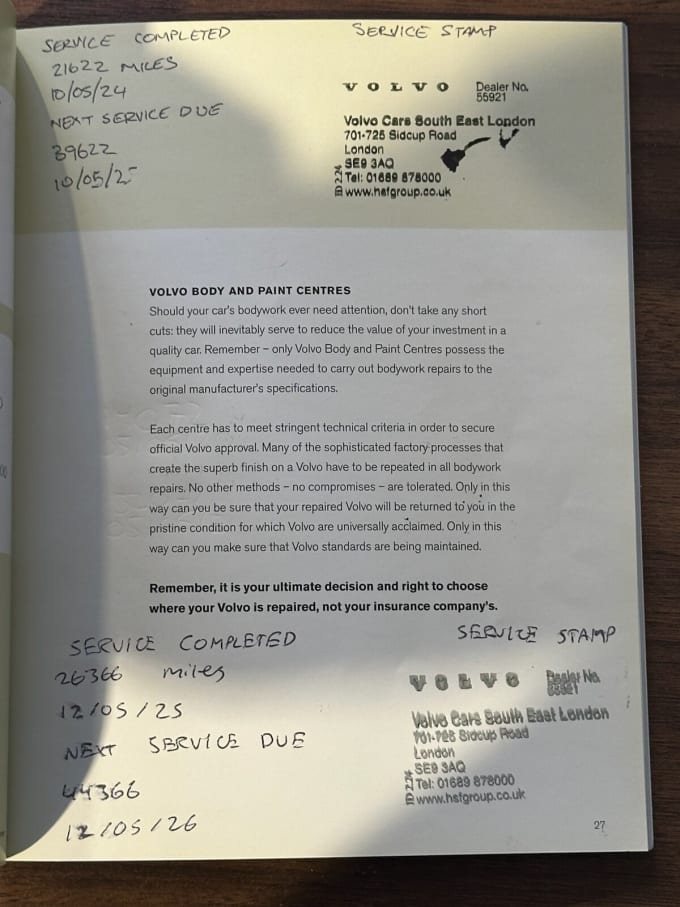 SERVICE COMPLETED
21622 MILES
10/05/24
NEXT SERVICE DUE
39622
10/05/25
SERVICE STAMP
VOLVO
Dealer No.
55921
Volvo Cars South East London
701-725 Sidcup Road
London
SE9 3AQ
Tel: 01689 878000
www.hsfgroup.co.uk
VOLVO BODY AND PAINT CENTRES
Should your car's bodywork ever need attention, don't take any short
cuts: they will inevitably serve to reduce the value of your investment in a
quality car. Remember – only Volvo Body and Paint Centres possess the
equipment and expertise needed to carry out bodywork repairs to the
original manufacturer's specifications.
Each centre has to meet stringent technical criteria in order to secure
official Volvo approval. Many of the sophisticated factory processes that
create the superb finish on a Volvo have to be repeated in all bodywork
repairs. No other methods – no compromises – are tolerated. Only in this
way can you be sure that your repaired Volvo will be returned to you in the
pristine condition for which Volvo are universally acclaimed. Only in this
way can you make sure that Volvo standards are being maintained.
Remember, it is your ultimate decision and right to choose
where your Volvo is repaired, not your insurance company's.
SERVICE COMPLETED
26366 miles
12/05/25
NEXT SERVICE DUE
44366
12/05/26
SERVICE STAMP
VOLVO
Dealer No.
55921
Volvo Cars South East London
701-725 Sidcup Road
London
SE9 3AQ
Tel: 01689 878000
www.hsfgroup.co.uk
27